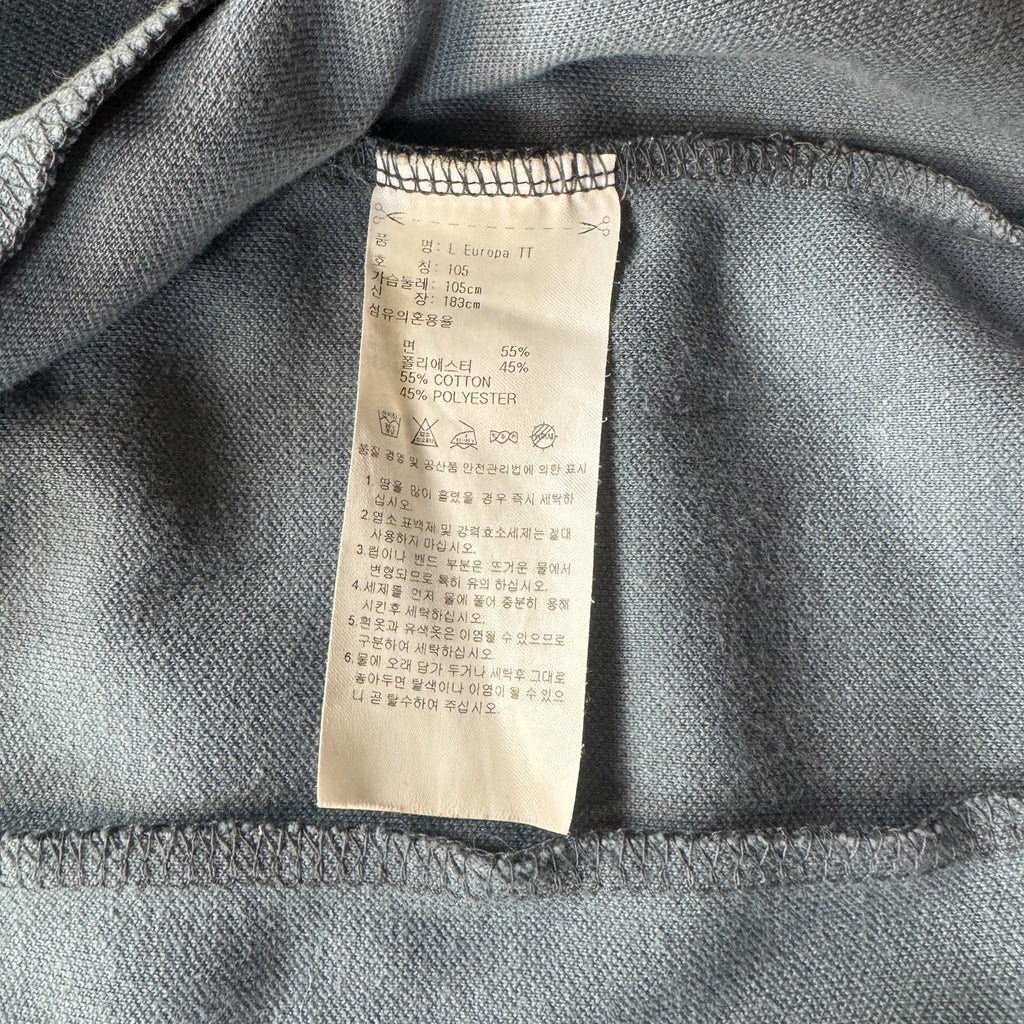 품 명: L Europa TT
호 칭: 105
가슴둘레: 105cm
신 장: 183cm
섬유의혼용율
면 55%
폴리에스터 45%
55% COTTON
45% POLYESTER
품질 경영 및 공산품 안전관리법에 의한 표시
1. 땀을 많이 흘렸을 경우 즉시 세탁하
십시오.
2.염소 표백제 및 강력효소세제는 절대
사용하지 마십시오.
3.립이나 밴드 부분은 뜨거운 물에서
변형되므로 특히 유의 하십시오.
4.세제를 먼저 물에 풀어 충분히 용해
시킨후 세탁하십시오.
5.흰옷과 유색옷은 이염될 수 있으므로
구분하여 세탁하십시오.
6.물에 오래 담가 두거나 세탁후 그대로
놓아두면 탈색이나 이염이 될 수 있으
니 곧 탈수하여 주십시오.